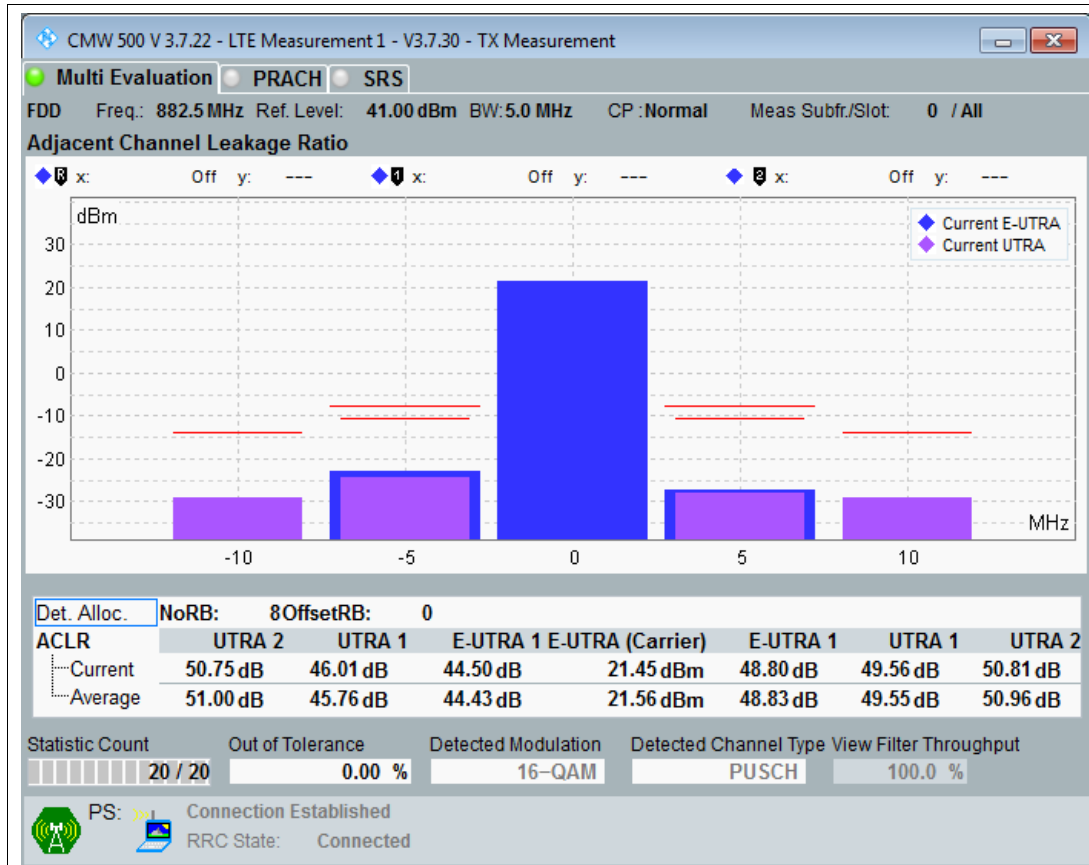 CMW 500 V 3.7.22 - LTE Measurement 1 - V3.7.30 - TX Measurement
Multi Evaluation PRACH SRS
FDD Freq.: 882.5 MHz Ref. Level: 41.00 dBm BW: 5.0 MHz CP : Normal Meas Subfr./Slot: 0 / All
Adjacent Channel Leakage Ratio
R x: Off y: --- 1 x: Off y: --- 2 x: Off y: ---
dBm
Current E-UTRA
Current UTRA
30
20
10
0
-10
-20
-30
MHz
-10 -5 0 5 10
Det. Alloc. NoRB: 8 OffsetRB: 0
ACLR UTRA 2 UTRA 1 E-UTRA 1 E-UTRA (Carrier) E-UTRA 1 UTRA 1 UTRA 2
Current 50.75 dB 46.01 dB 44.50 dB 21.45 dBm 48.80 dB 49.56 dB 50.81 dB
Average 51.00 dB 45.76 dB 44.43 dB 21.56 dBm 48.83 dB 49.55 dB 50.96 dB
Statistic Count Out of Tolerance Detected Modulation Detected Channel Type View Filter Throughput
20 / 20 0.00 % 16-QAM PUSCH 100.0 %
PS: Connection Established
RRC State: Connected